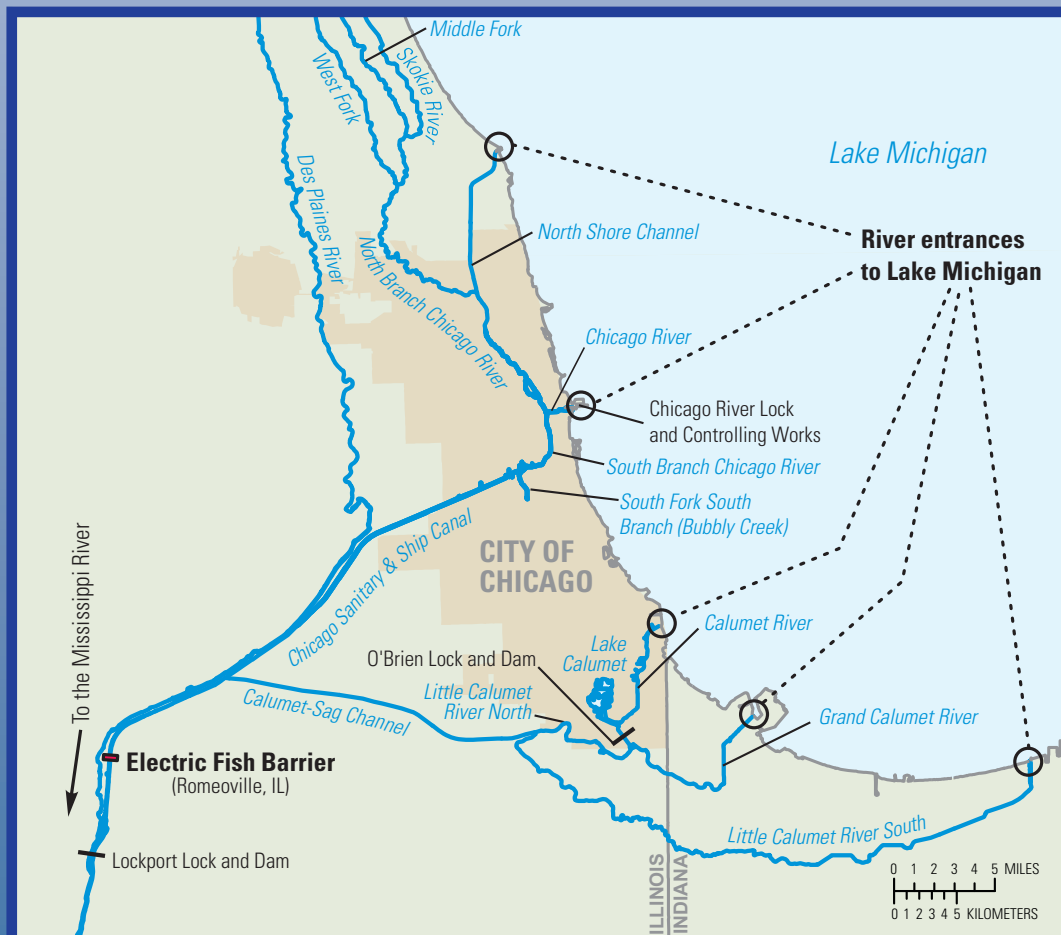 Middle Fork
Skokie River
West Fork
Lake Michigan
Des Plaines River
North Shore Channel
River entrances
to Lake Michigan
North Branch Chicago River
Chicago River
Chicago River Lock
and Controlling Works
South Branch Chicago River
South Fork South
Branch (Bubbly Creek)
CITY OF
CHICAGO
Chicago Sanitary & Ship Canal
To the Mississippi River
O'Brien Lock and Dam
Lake
Calumet
Calumet River
Little Calumet
River North
Calumet-Sag Channel
Grand Calumet River
Electric Fish Barrier
(Romeoville, IL)
Little Calumet River South
Lockport Lock and Dam
ILLINOIS
INDIANA
0 1 2 3 4 5 MILES
0 1 2 3 4 5 KILOMETERS